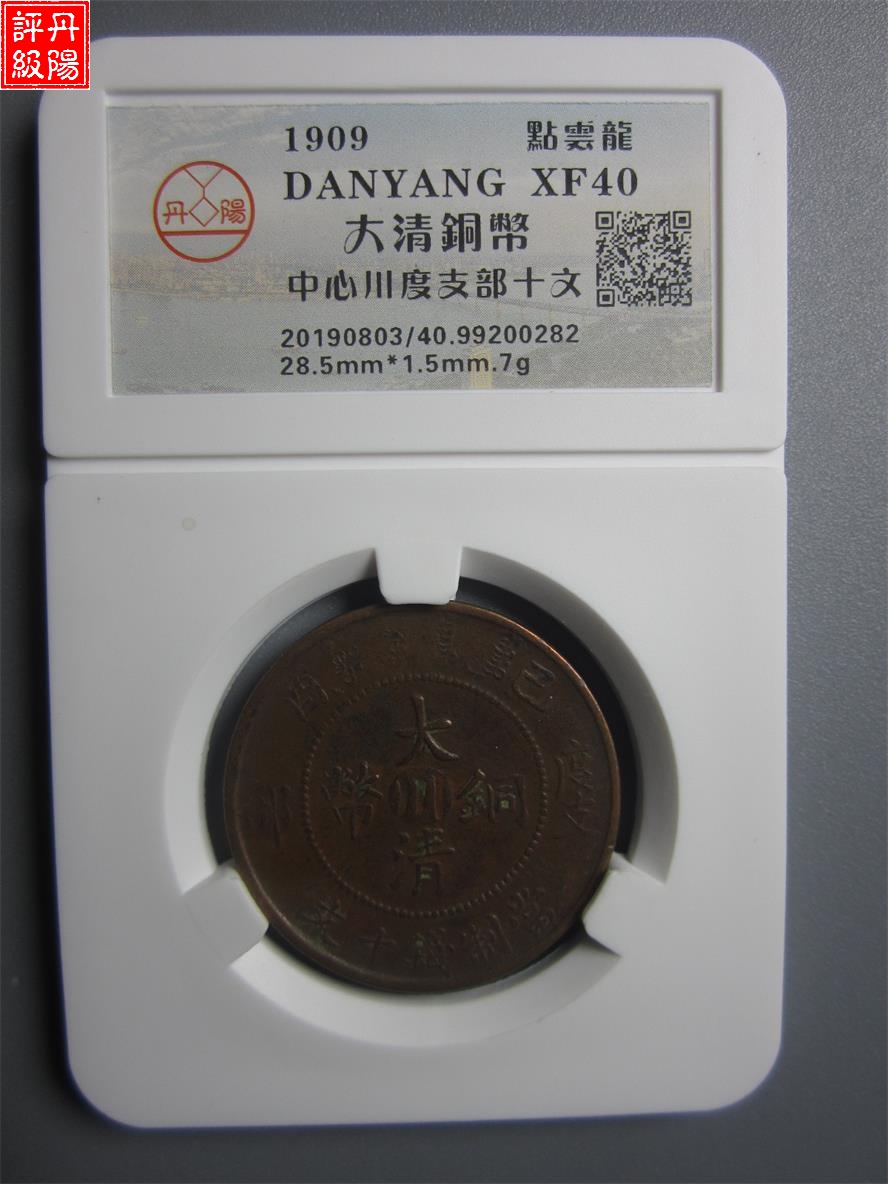 丹陽
評級
1909 點雲龍
丹陽
DANYANG XF40
大清銅幣
中心川度支部十文
20190803/40.99200282
28.5mm*1.5mm.7g
己酉
大清銅幣
川
度支部
當制錢十文